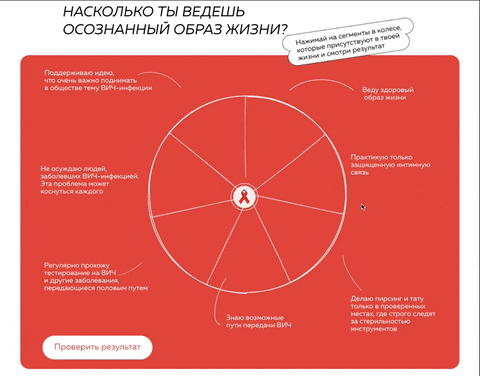 НАСКОЛЬКО ТЫ ВЕДЕШЬ
ОСОЗНАННЫЙ ОБРАЗ ЖИЗНИ?
Нажимай на сегменты в колесе,
которые присутствуют в твоей
жизни и смотри результат
Поддерживаю идею,
что очень важно поднимать
в обществе тему ВИЧ-инфекции
Веду здоровый
образ жизни
Не осуждаю людей,
заболевших ВИЧ-инфекцией.
Эта проблема может
коснуться каждого
Практикую только
защищенную интимную
связь
Регулярно прохожу
тестирование на ВИЧ
и другие заболевания,
передающиеся половым путем
Знаю возможные
пути передачи ВИЧ
Делаю пирсинг и тату
только в проверенных
местах, где строго следят
за стерильностью
инструментов
Проверить результат